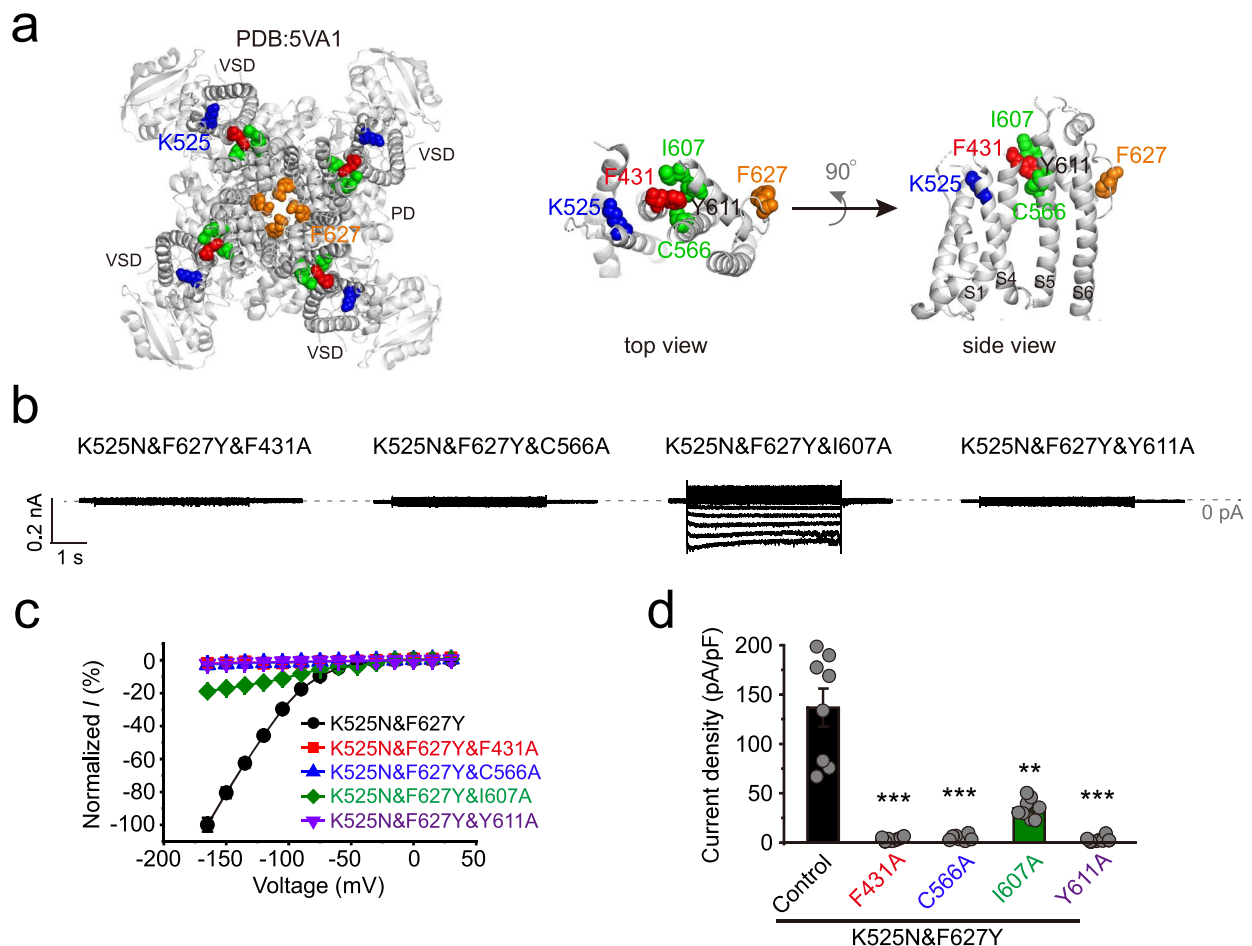 a
PDB:5VA1
VSD
K525
VSD
PD
F627
VSD
VSD
I607
F431
F627
K525
Y611
C566
top view
90°
I607
F431
Y611
F627
K525
C566
S1
S4
S5
S6
side view
b
K525N&F627Y&F431A
K525N&F627Y&C566A
K525N&F627Y&I607A
K525N&F627Y&Y611A
0.2 nA
1 s
0 pA
c
Normalized I (%)
0
-20
-40
-60
-80
-100
-200
-150
-100
-50
0
50
Voltage (mV)
K525N&F627Y
K525N&F627Y&F431A
K525N&F627Y&C566A
K525N&F627Y&I607A
K525N&F627Y&Y611A
d
Current density (pA/pF)
200
150
100
50
0
***
***
**
***
Control
F431A
C566A
I607A
Y611A
K525N&F627Y